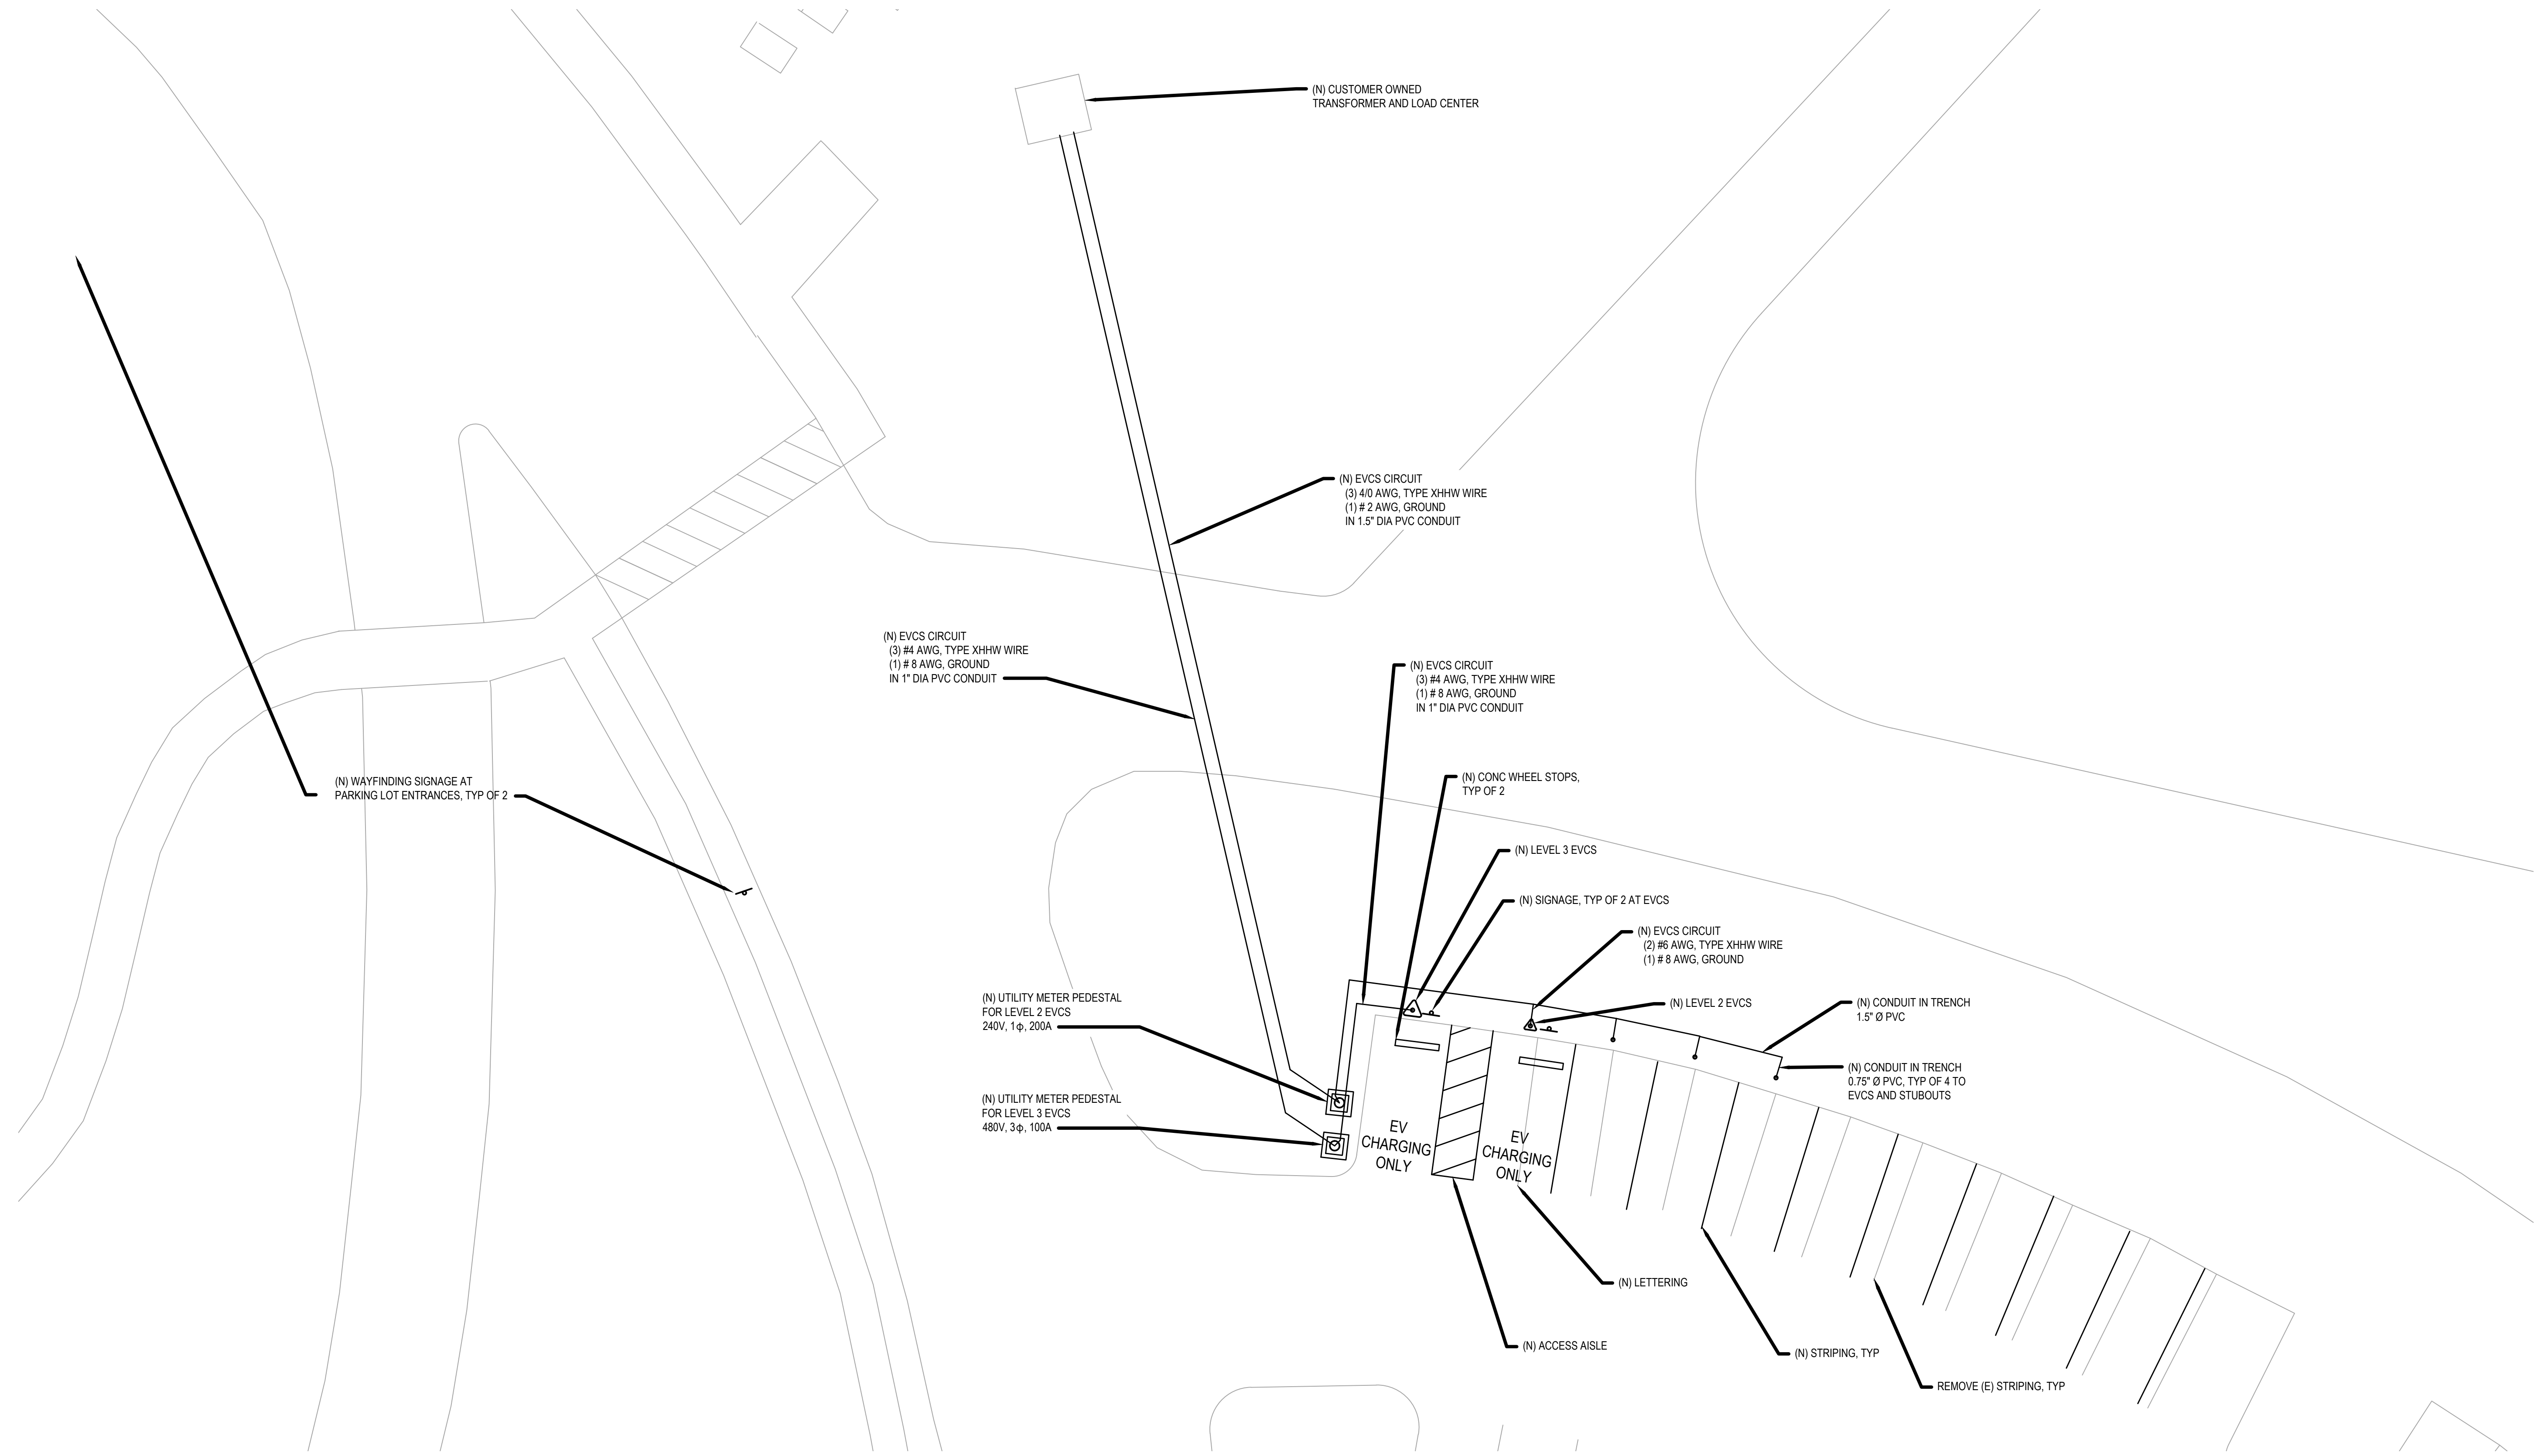 (N) CUSTOMER OWNED
TRANSFORMER AND LOAD CENTER
(N) EVCS CIRCUIT
(3) 4/0 AWG, TYPE XHHW WIRE
(1) # 2 AWG, GROUND
IN 1.5" DIA PVC CONDUIT
(N) EVCS CIRCUIT
(3) #4 AWG, TYPE XHHW WIRE
(1) # 8 AWG, GROUND
IN 1" DIA PVC CONDUIT
(N) EVCS CIRCUIT
(3) #4 AWG, TYPE XHHW WIRE
(1) # 8 AWG, GROUND
IN 1" DIA PVC CONDUIT
(N) WAYFINDING SIGNAGE AT
PARKING LOT ENTRANCES, TYP OF 2
(N) CONC WHEEL STOPS,
TYP OF 2
(N) LEVEL 3 EVCS
(N) SIGNAGE, TYP OF 2 AT EVCS
(N) EVCS CIRCUIT
(2) #6 AWG, TYPE XHHW WIRE
(1) # 8 AWG, GROUND
(N) LEVEL 2 EVCS
(N) CONDUIT IN TRENCH
1.5" Ø PVC
(N) CONDUIT IN TRENCH
0.75" Ø PVC, TYP OF 4 TO
EVCS AND STUBOUTS
(N) UTILITY METER PEDESTAL
FOR LEVEL 2 EVCS
240V, 1ϕ, 200A
(N) UTILITY METER PEDESTAL
FOR LEVEL 3 EVCS
480V, 3ϕ, 100A
EV
CHARGING
ONLY
EV
CHARGING
ONLY
(N) LETTERING
(N) ACCESS AISLE
(N) STRIPING, TYP
REMOVE (E) STRIPING, TYP